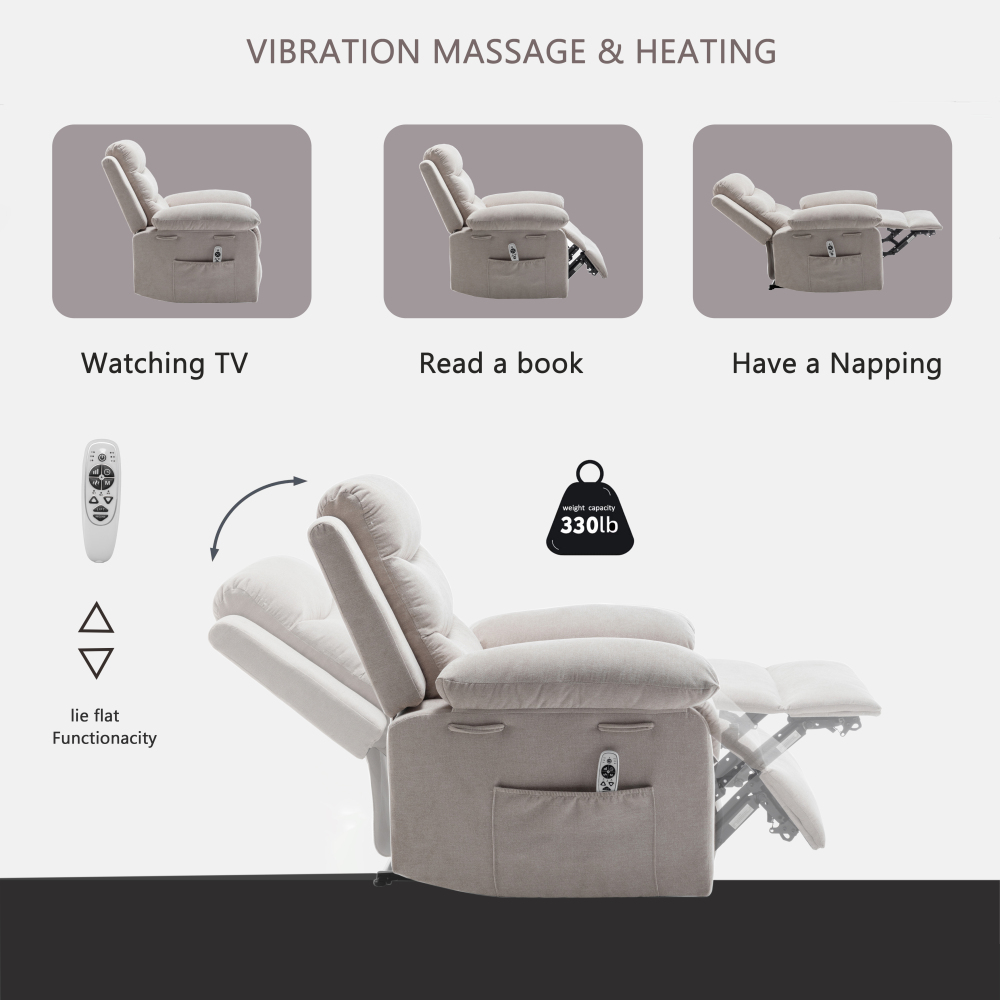 VIBRATION MASSAGE & HEATING
Watching TV
Read a book
Have a Napping
weight capacity
330lb
lie flat
Functionacity